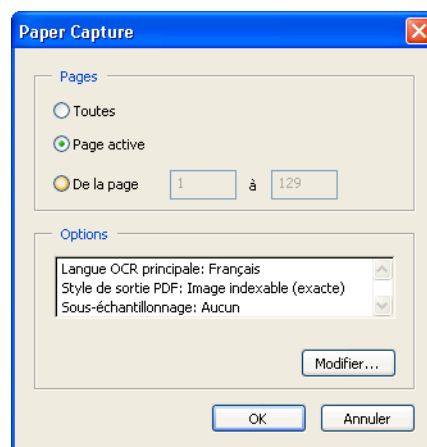 Paper Capture
Pages
Toutes
Page active
De la page 1 à 129
Options
Langue OCR principale: Français
Style de sortie PDF: Image indexable (exacte)
Sous-échantillonnage: Aucun
Modifier...
OK Annuler